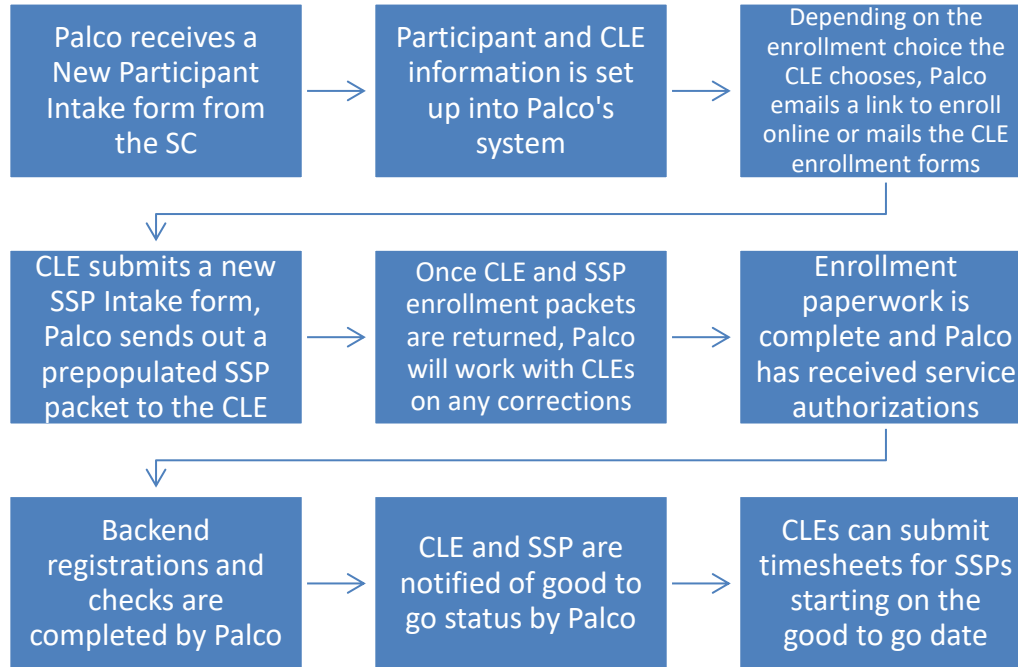 Palco receives a
New Participant
Intake form from
the SC
Participant and CLE
information is set
up into Palco's
system
Depending on the
enrollment choice the
CLE chooses, Palco
emails a link to enroll
online or mails the CLE
enrollment forms
CLE submits a new
SSP Intake form,
Palco sends out a
prepopulated SSP
packet to the CLE
Once CLE and SSP
enrollment packets
are returned, Palco
will work with CLEs
on any corrections
Enrollment
paperwork is
complete and Palco
has received service
authorizations
Backend
registrations and
checks are
completed by Palco
CLE and SSP are
notified of good to
go status by Palco
CLEs can submit
timesheets for SSPs
starting on the
good to go date